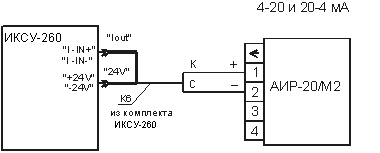 4-20 и 20-4 мА
ИКСУ-260
"Iout"
"I-IN+"
"I-IN-"
"+24V"
"-24V"
"24V"
К6
из комплекта
ИКСУ-260
К
+
С
–
1
2
3
4
АИР-20/М2